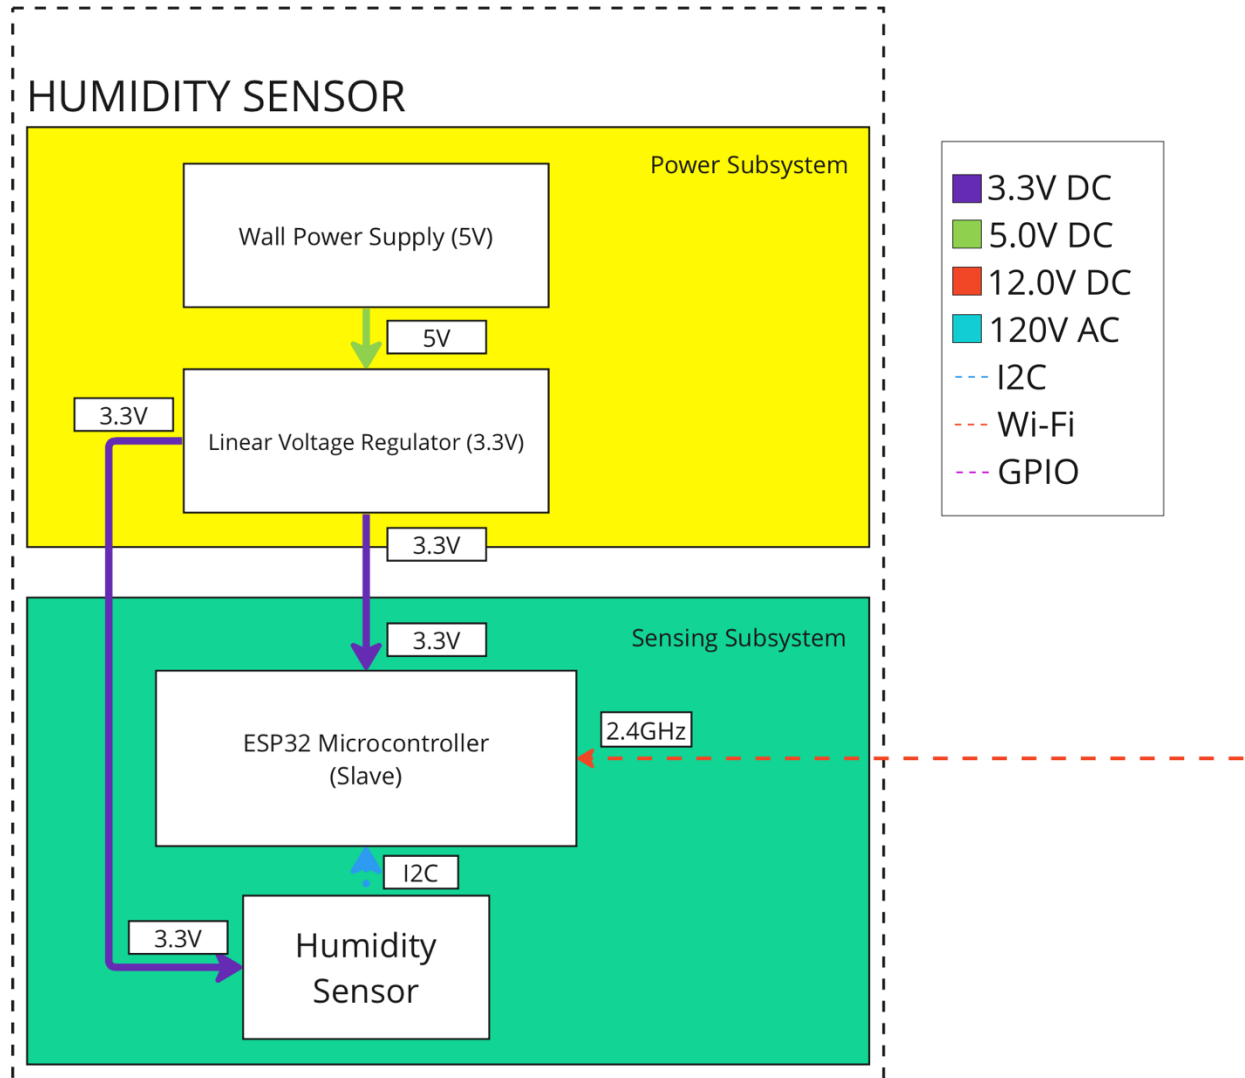 HUMIDITY SENSOR
Power Subsystem
Wall Power Supply (5V)
5V
3.3V
Linear Voltage Regulator (3.3V)
3.3V
Sensing Subsystem
3.3V
2.4GHz
ESP32 Microcontroller
(Slave)
I2C
3.3V
Humidity
Sensor
3.3V DC
5.0V DC
12.0V DC
120V AC
I2C
Wi-Fi
GPIO